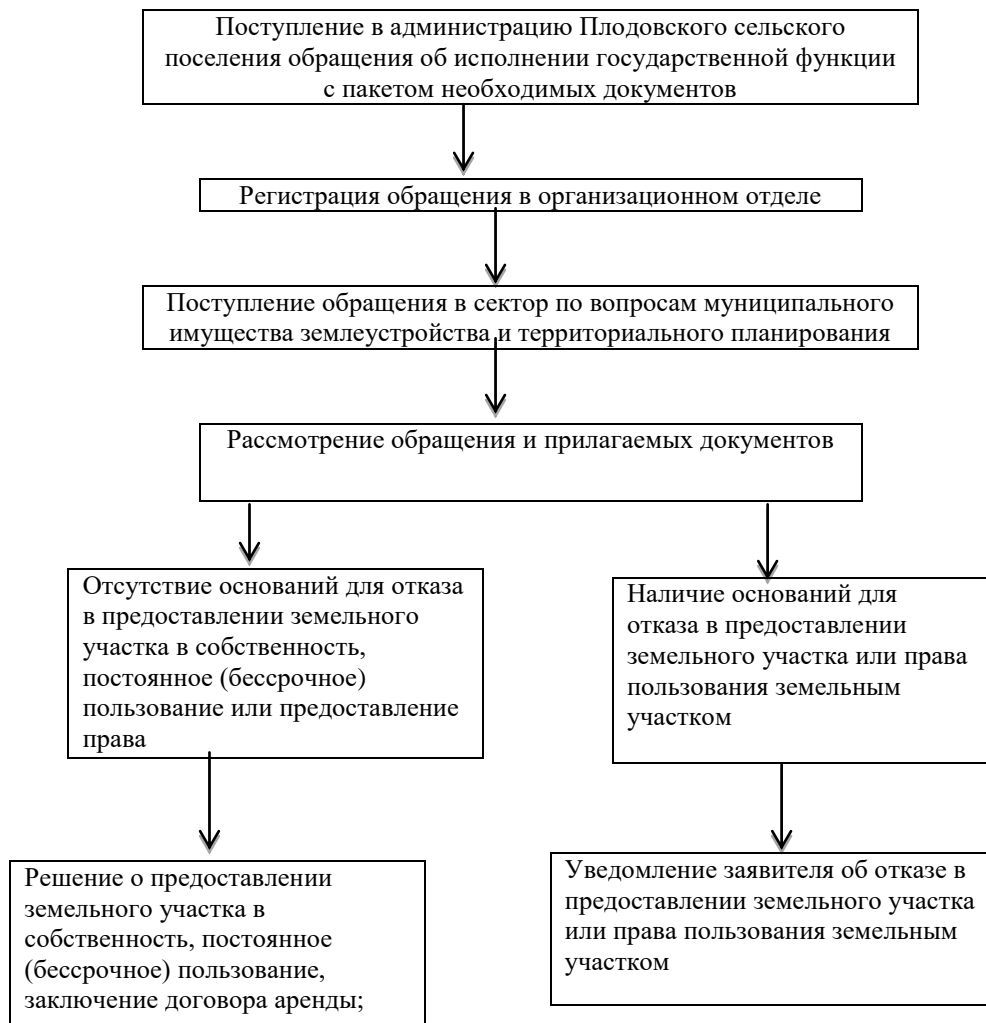 Поступление в администрацию Плодовского сельского
поселения обращения об исполнении государственной функции
с пакетом необходимых документов
Регистрация обращения в организационном отделе
Поступление обращения в сектор по вопросам муниципального
имущества землеустройства и территориального планирования
Рассмотрение обращения и прилагаемых документов
Отсутствие оснований для отказа
в предоставлении земельного
участка в собственность,
постоянное (бессрочное)
пользование или предоставление
права
Наличие оснований для
отказа в предоставлении
земельного участка или права
пользования земельным
участком
Решение о предоставлении
земельного участка в
собственность, постоянное
(бессрочное) пользование,
заключение договора аренды;
Уведомление заявителя об отказе в
предоставлении земельного участка
или права пользования земельным
участком